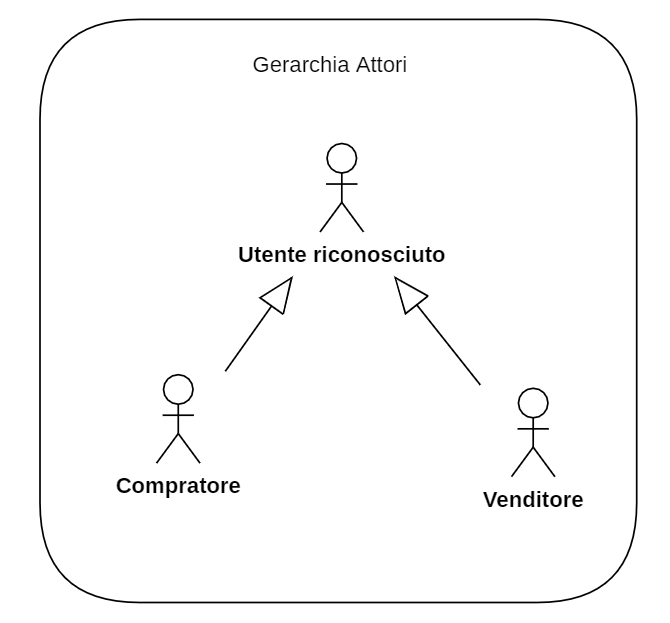 Gerarchia Attori
Utente riconosciuto
Compratore
Venditore